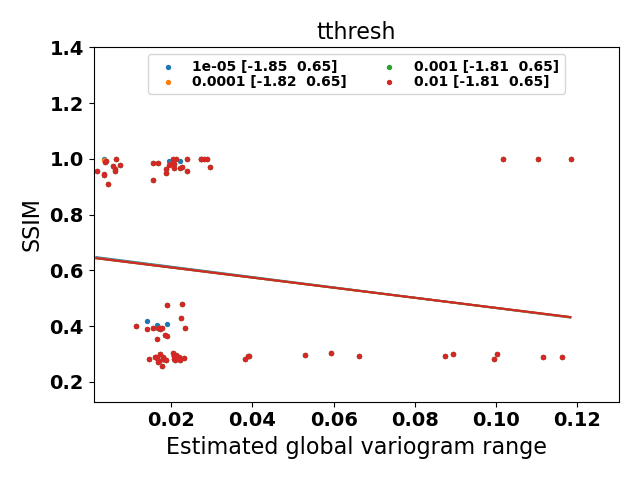 tthresh
1e-05 [-1.85  0.65]
0.0001 [-1.82  0.65]
0.001 [-1.81  0.65]
0.01 [-1.81  0.65]
SSIM
1.4
1.2
1.0
0.8
0.6
0.4
0.2
0.02 0.04 0.06 0.08 0.10 0.12
Estimated global variogram range